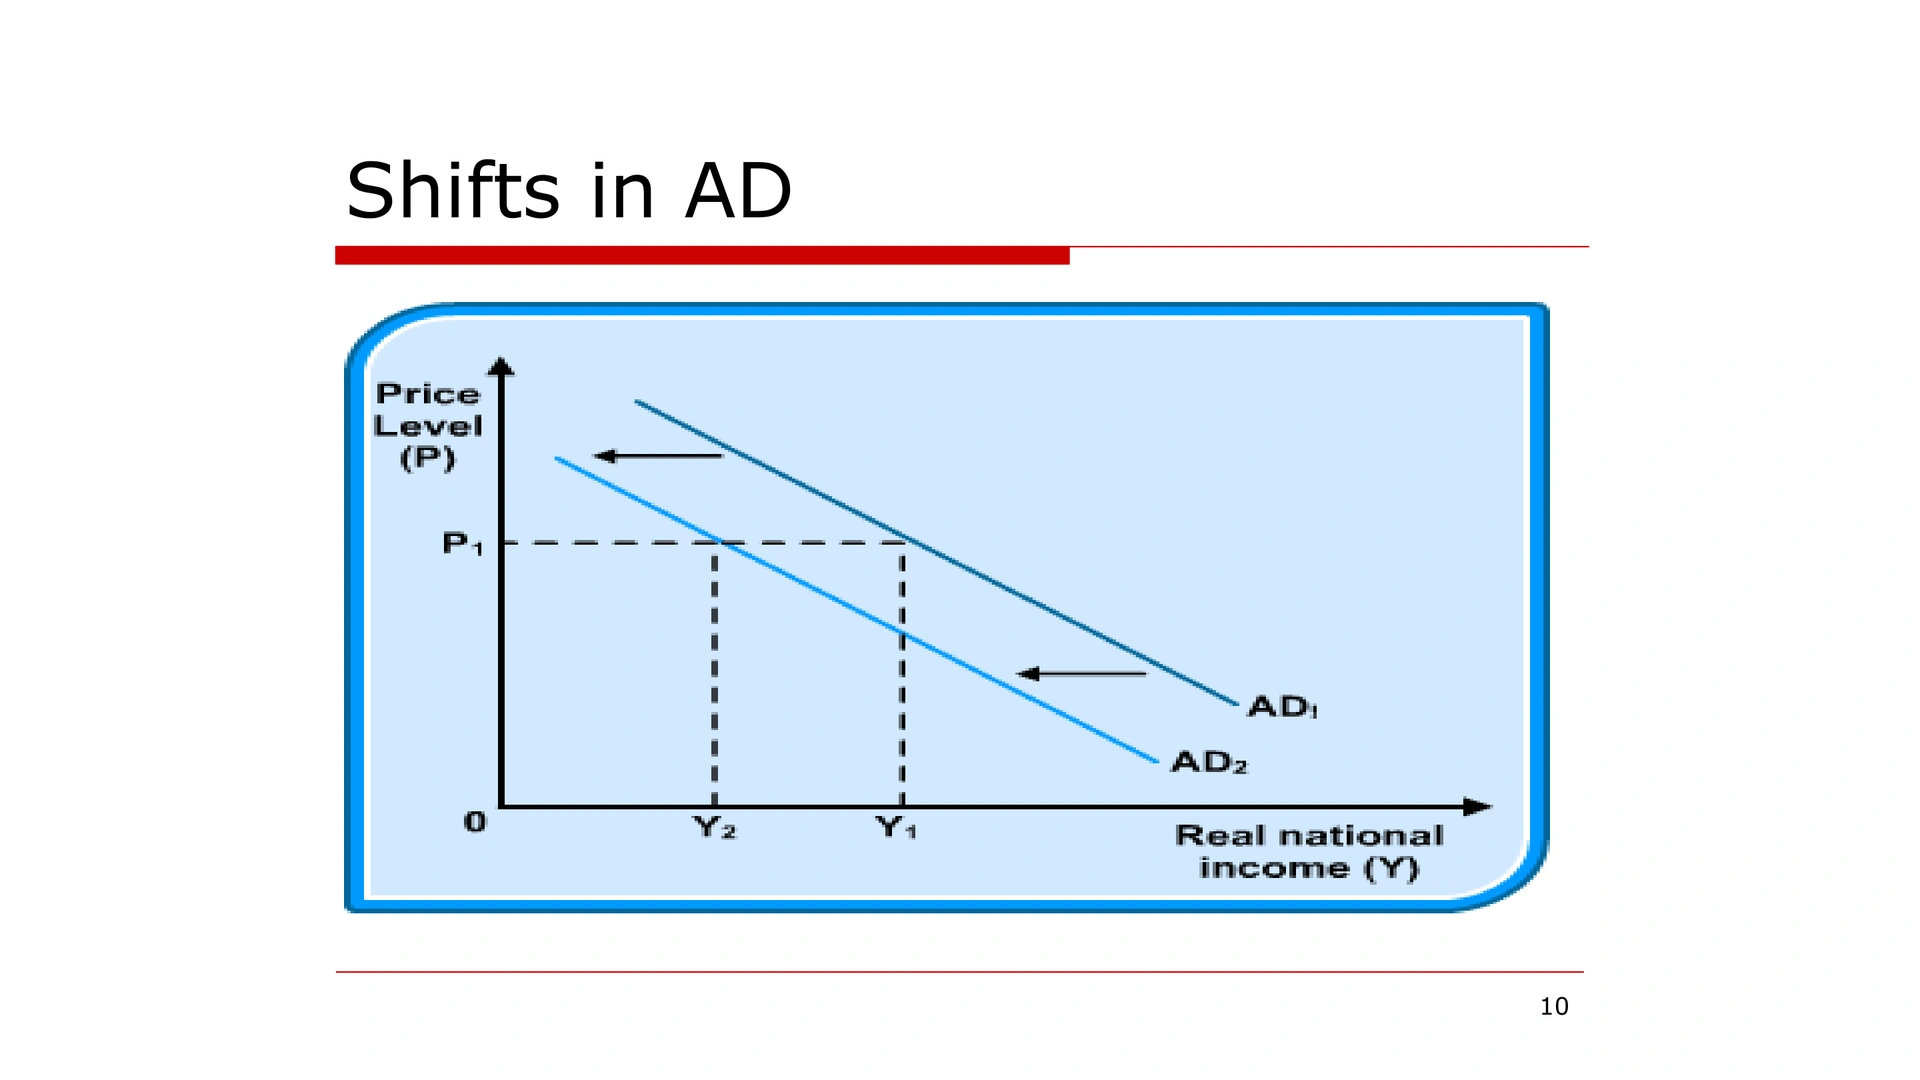 Shifts in AD
Price
Level
(P)
P₁
AD₁
AD₂
0
Y₂
Y₁
Real national
income (Y)
10